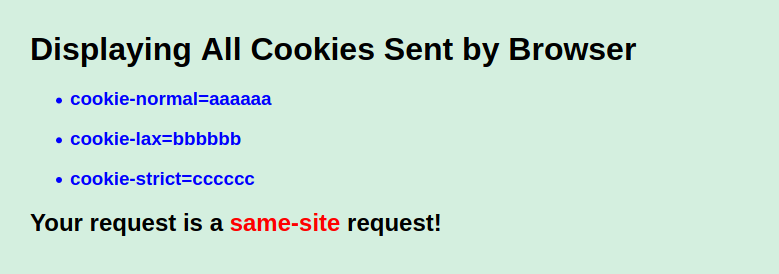 Displaying All Cookies Sent by Browser
• cookie-normal=aaaaaa
• cookie-lax=bbbbbb
• cookie-strict=cccccc
Your request is a same-site request!